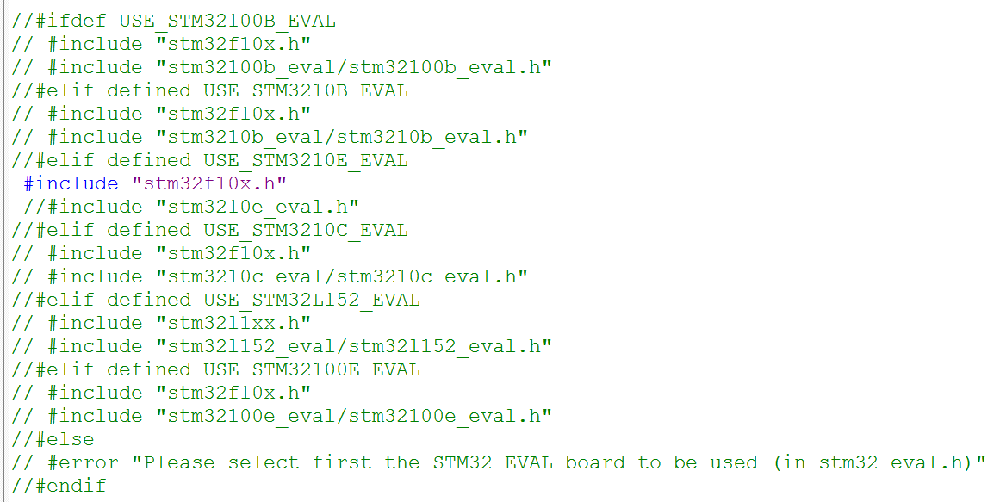 //#ifdef USE_STM32100B_EVAL
// #include "stm32f10x.h"
// #include "stm32100b_eval/stm32100b_eval.h"
//#elif defined USE_STM3210B_EVAL
// #include "stm32f10x.h"
// #include "stm3210b_eval/stm3210b_eval.h"
//#elif defined USE_STM3210E_EVAL
 #include "stm32f10x.h"
 //#include "stm3210e_eval.h"
//#elif defined USE_STM3210C_EVAL
// #include "stm32f10x.h"
// #include "stm3210c_eval/stm3210c_eval.h"
//#elif defined USE_STM32L152_EVAL
// #include "stm32l1xx.h"
// #include "stm32l152_eval/stm32l152_eval.h"
//#elif defined USE_STM32100E_EVAL
// #include "stm32f10x.h"
// #include "stm32100e_eval/stm32100e_eval.h"
//#else
// #error "Please select first the STM32 EVAL board to be used (in stm32_eval.h)"
//#endif